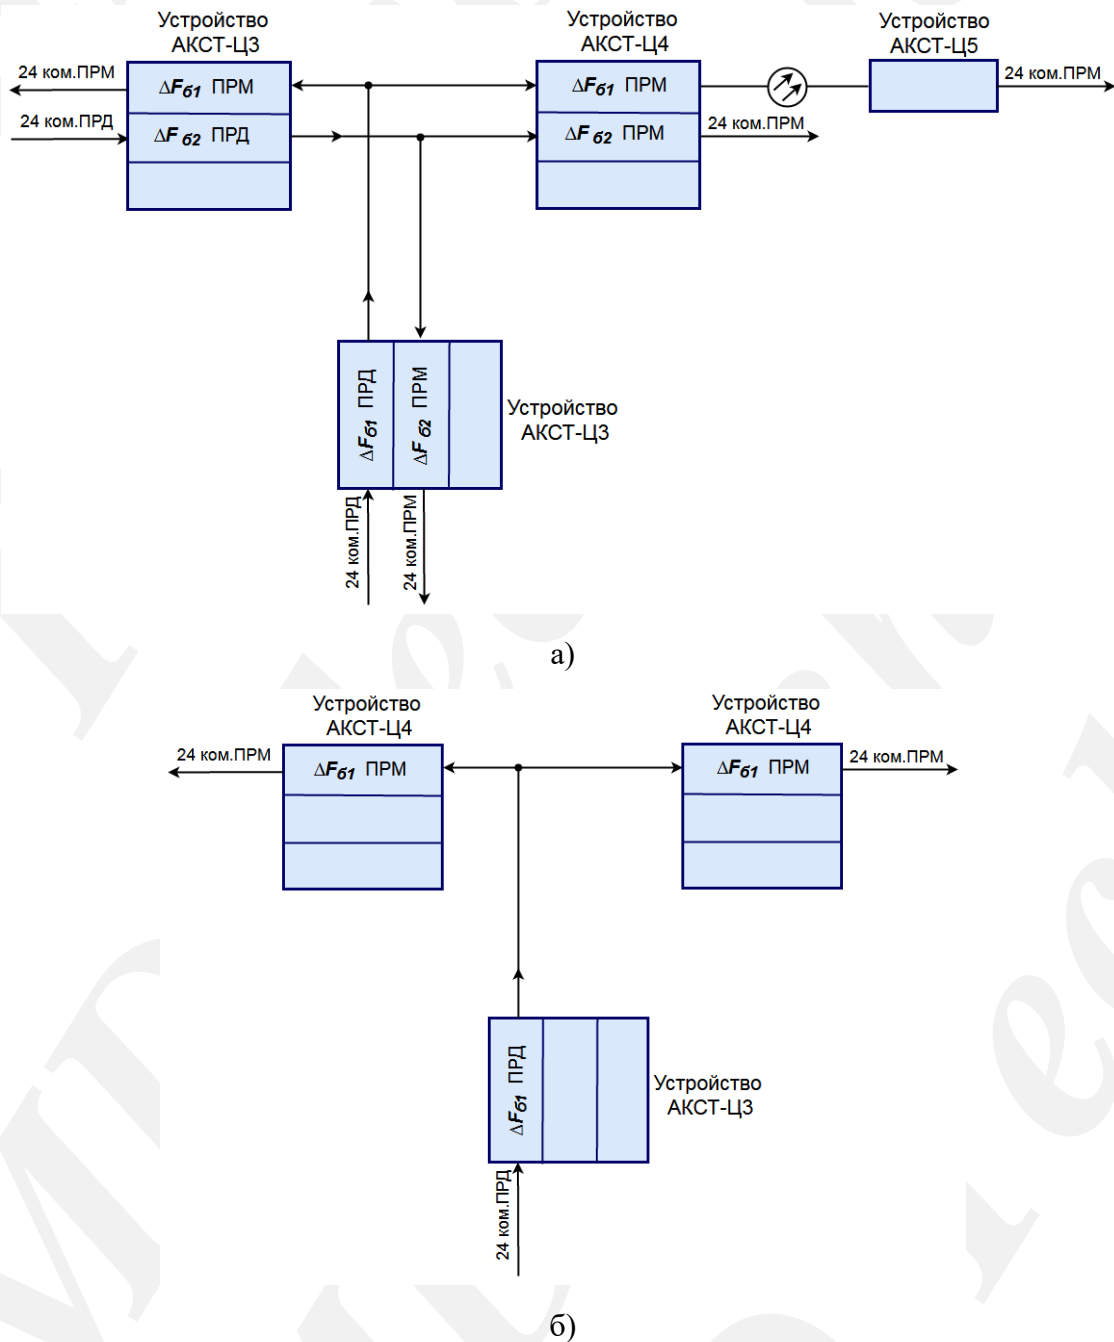 Устройство
АКСТ-Ц3
Устройство
АКСТ-Ц4
Устройство
АКСТ-Ц5
24 ком.ПРМ
ΔFб1 ПРМ
ΔFб1 ПРМ
24 ком.ПРМ
24 ком.ПРД
ΔF б2 ПРД
ΔFб2 ПРМ
24 ком.ПРМ
ΔFб1 ПРД
ΔF б2 ПРМ
Устройство
АКСТ-Ц3
24 ком.ПРД
24 ком.ПРМ
а)
Устройство
АКСТ-Ц4
Устройство
АКСТ-Ц4
24 ком.ПРМ
ΔFб1 ПРМ
ΔFб1 ПРМ
24 ком.ПРМ
ΔFб1 ПРД
Устройство
АКСТ-Ц3
24 ком.ПРД
б)